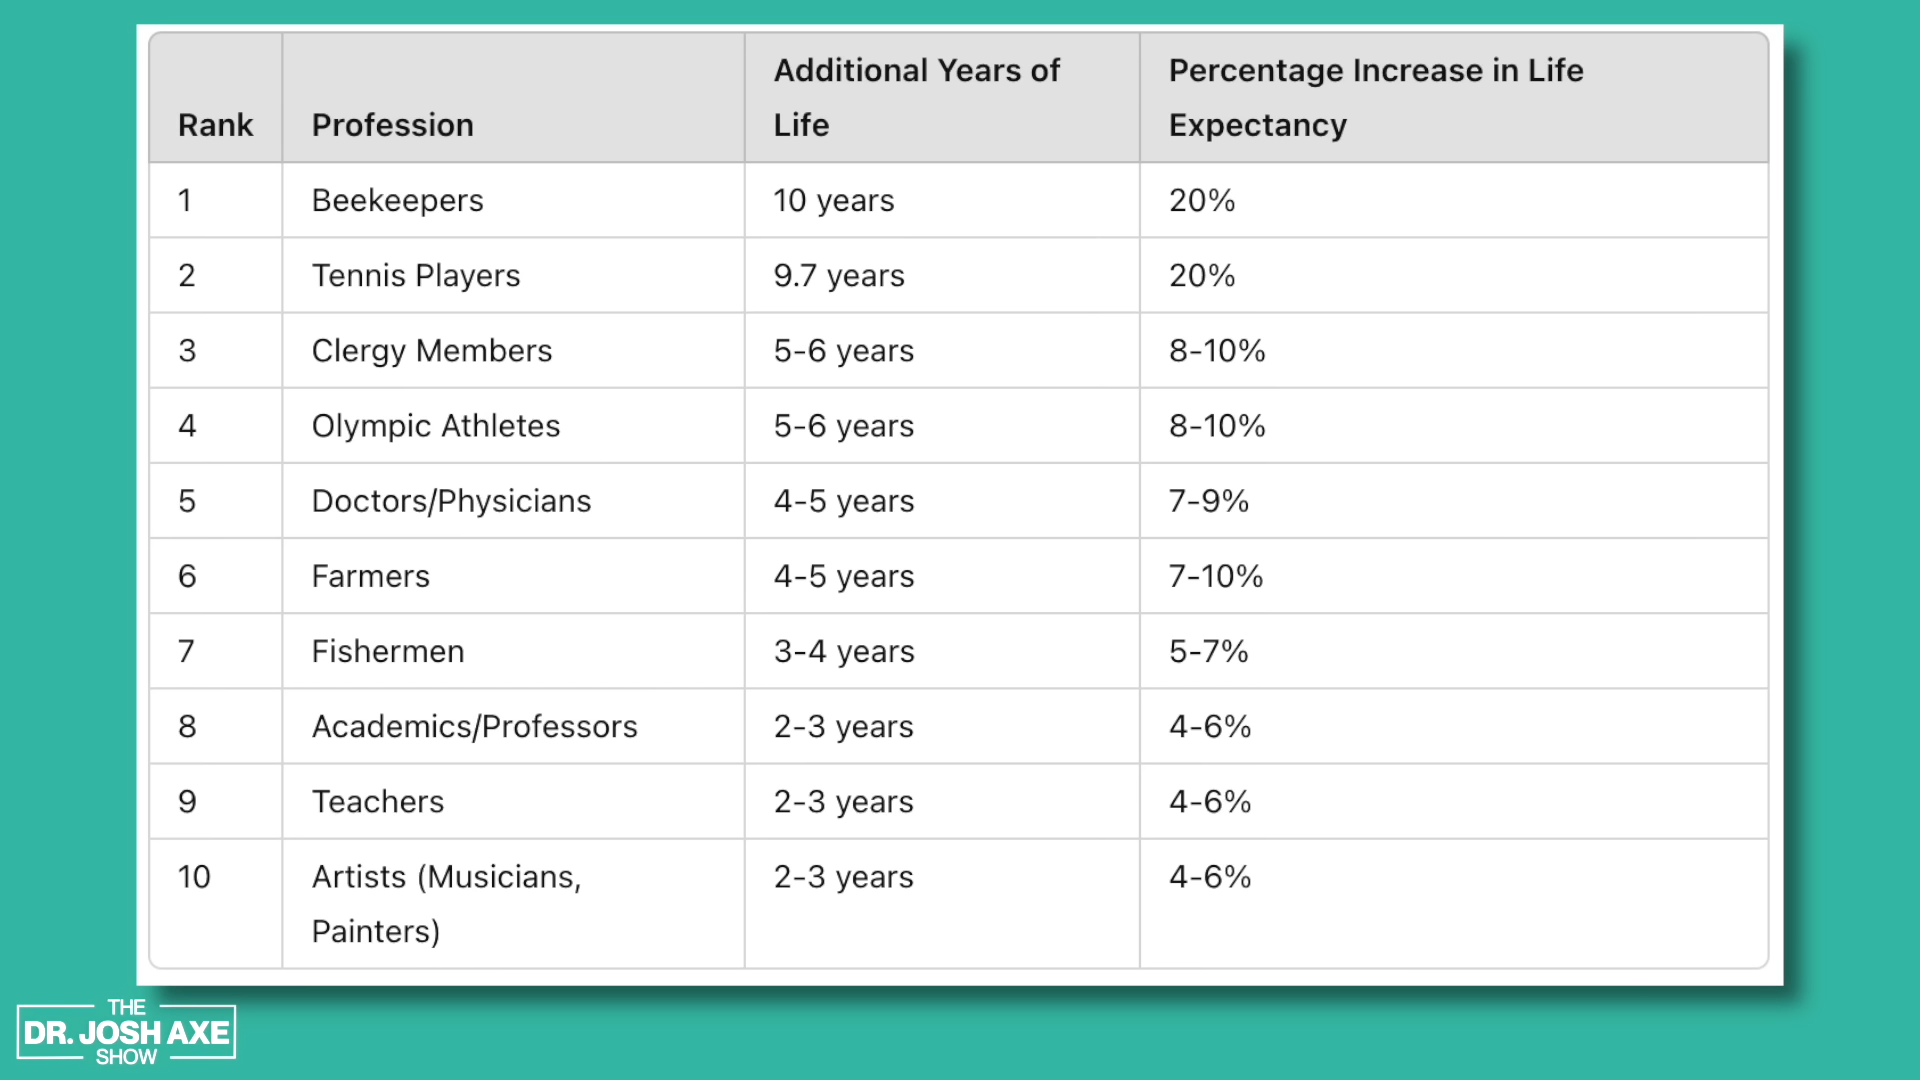 Rank Profession Additional Years of Life Percentage Increase in Life Expectancy
1 Beekeepers 10 years 20%
2 Tennis Players 9.7 years 20%
3 Clergy Members 5-6 years 8-10%
4 Olympic Athletes 5-6 years 8-10%
5 Doctors/Physicians 4-5 years 7-9%
6 Farmers 4-5 years 7-10%
7 Fishermen 3-4 years 5-7%
8 Academics/Professors 2-3 years 4-6%
9 Teachers 2-3 years 4-6%
10 Artists (Musicians, Painters) 2-3 years 4-6%
THE
DR. JOSH AXE
SHOW